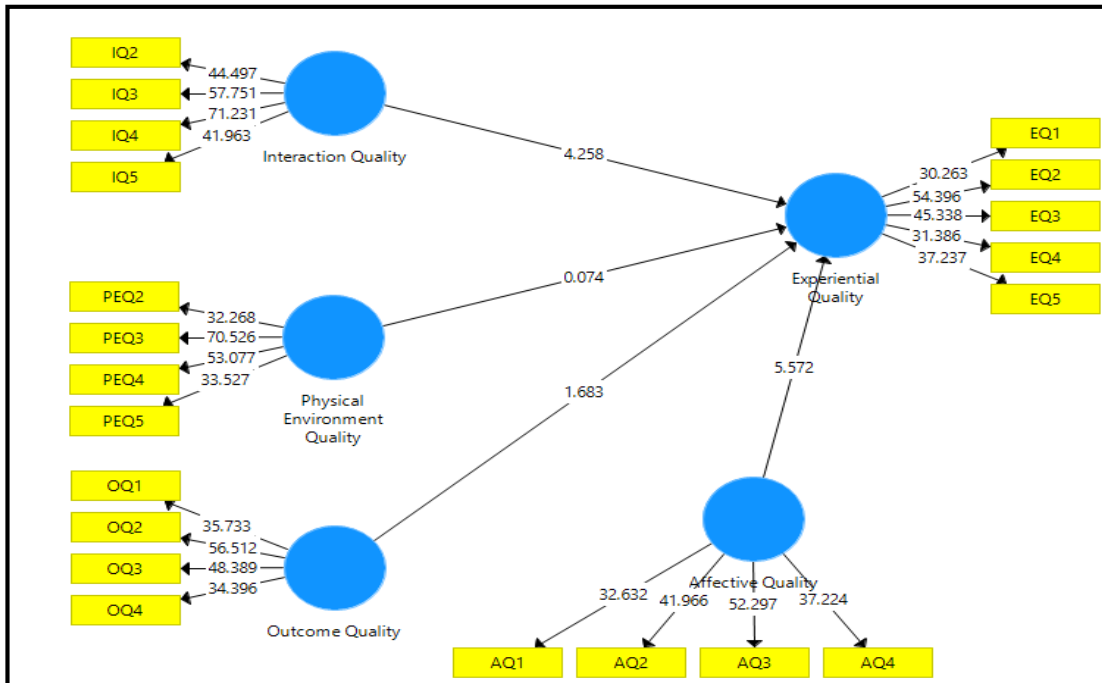 IQ2
IQ3
IQ4
IQ5
44.497
57.751
71.231
41.963
Interaction Quality
4.258
PEQ2
PEQ3
PEQ4
PEQ5
32.268
70.526
53.077
33.527
Physical
Environment
Quality
0.074
OQ1
OQ2
OQ3
OQ4
35.733
56.512
48.389
34.396
Outcome Quality
1.683
EQ1
EQ2
EQ3
EQ4
EQ5
30.263
54.396
45.338
31.386
37.237
Experiential
Quality
5.572
Affective Quality
32.632
41.966
52.297
37.224
AQ1
AQ2
AQ3
AQ4